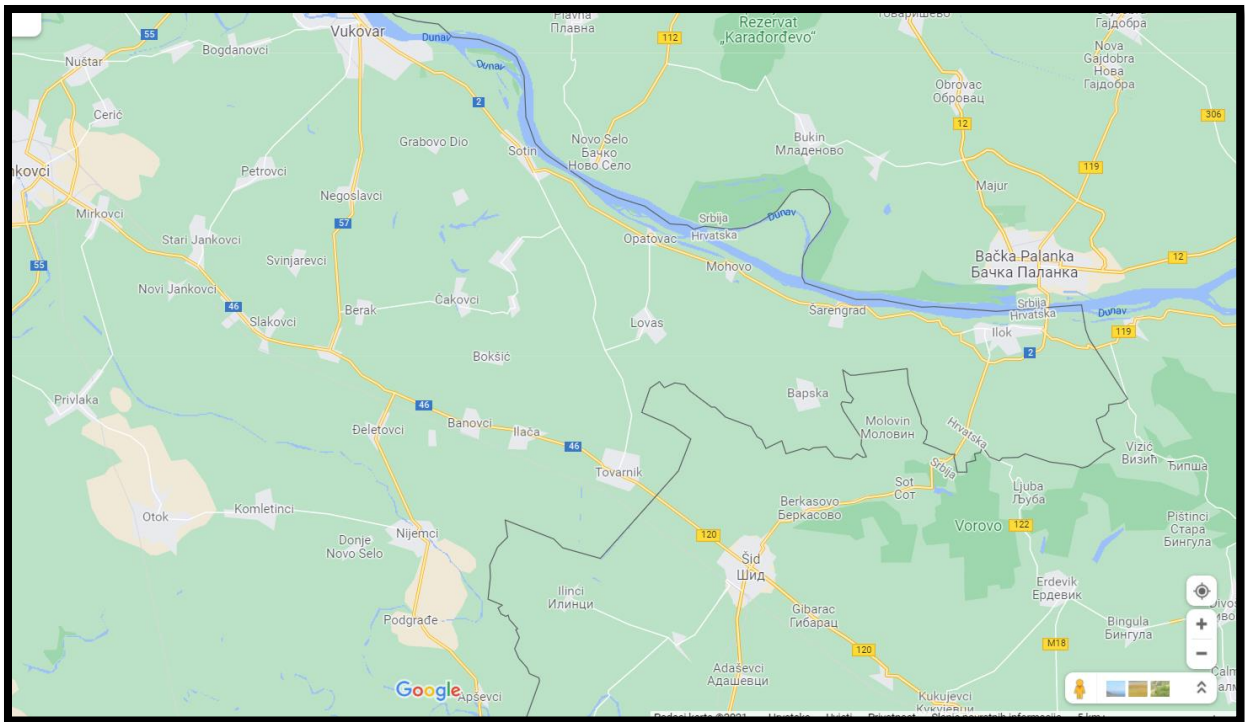 Плавна
Rezervat
„Karađorđevo“
Vukovar
55
Bogdanovci
Nuštar
Dunav
112
Гајдобра
Nova
Gajdobra
Нова
Гајдобра
Dunav
Obrovac
Обровац
2
Cerić
306
12
Grabovo Dio
Sotin
Novo Selo
Бачко
Ново Село
Bukin
Младеново
119
Petrovci
Negoslavci
Majur
Mirkovci
57
Srbija
Hrvatska
Dunav
Stari Jankovci
Opatovac
Svinjarevci
Mohovo
Bačka Palanka
Бачка Паланка
12
55
Novi Jankovci
46
Čakovci
Berak
Slakovci
Lovas
Šarengrad
Srbija
Hrvatska
Dunav
Ilok
119
2
Bokšić
Privlaka
46
Bapska
Banovci
Ilača
46
Đeletovci
Molovin
Моловин
Hrvatska
Srbija
Vizić
Визић
Ђипша
Tovarnik
Sot
Сот
Ljuba
Љуба
Berkasovo
Беркасово
Otok
Komletinci
Vorovo
122
Pištinci
Стара
Бингула
Nijemci
Donje
Novo Selo
120
Šid
Шид
Ilinci
Илинци
Erdevik
Ердевик
Podgrađe
Gibarac
Гибарац
Bingula
Бингула
M18
120
Adaševci
Адашевци
Google
Apševci
Kukujevci